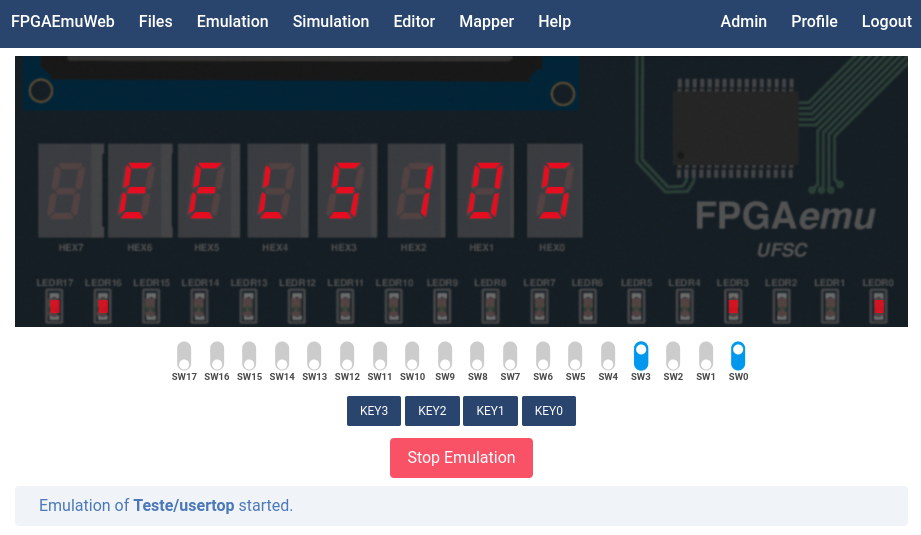 FPGAEmuWeb Files Emulation Simulation Editor Mapper Help Admin Profile Logout
EEL5105
FPGAemu
UFSC
HEX7 HEX6 HEX5 HEX4 HEX3 HEX2 HEX1 HEX0
LEDR17 LEDR16 LEDR15 LEDR14 LEDR13 LEDR12 LEDR11 LEDR10 LEDR9 LEDR8 LEDR7 LEDR6 LEDR5 LEDR4 LEDR3 LEDR2 LEDR1 LEDR0
SW17 SW16 SW15 SW14 SW13 SW12 SW11 SW10 SW9 SW8 SW7 SW6 SW5 SW4 SW3 SW2 SW1 SW0
KEY3 KEY2 KEY1 KEY0
Stop Emulation
Emulation of Teste/usertop started.